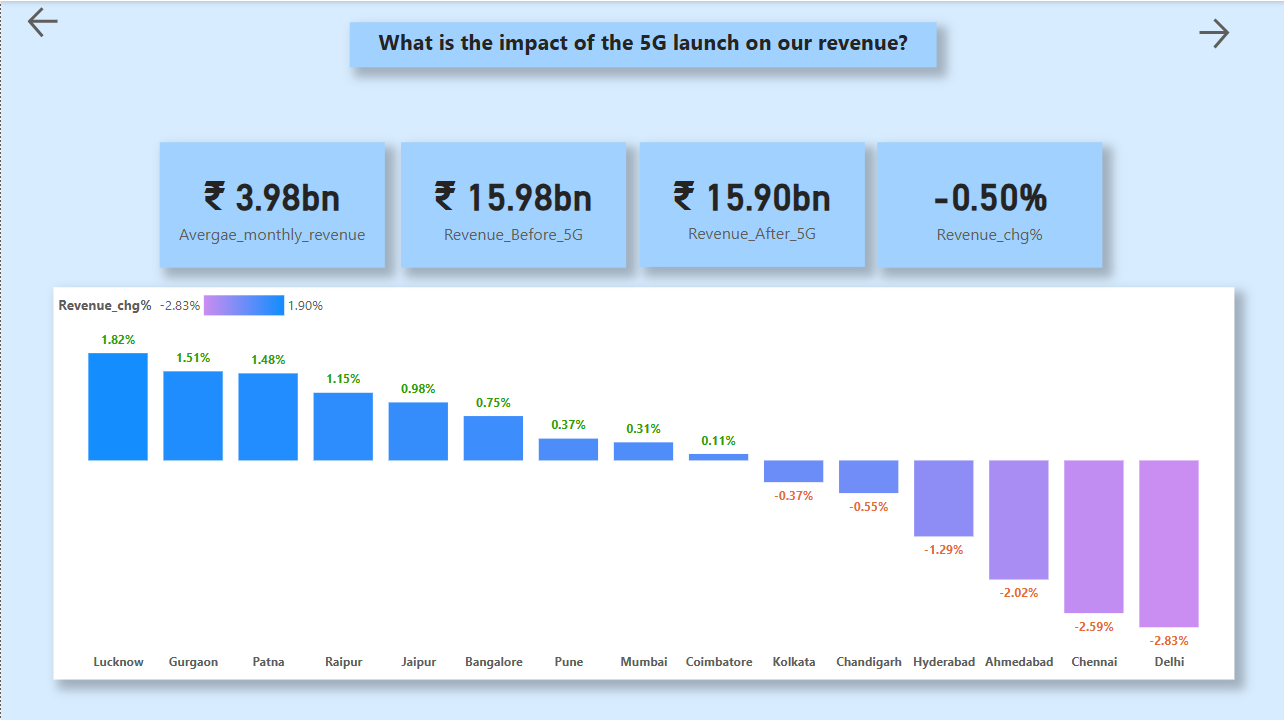 What is the impact of the 5G launch on our revenue?
₹ 3.98bn
Avergae_monthly_revenue
₹ 15.98bn
Revenue_Before_5G
₹ 15.90bn
Revenue_After_5G
-0.50%
Revenue_chg%
Revenue_chg% -2.83% 1.90%
1.82%
1.51%
1.48%
1.15%
0.98%
0.75%
0.37%
0.31%
0.11%
-0.37%
-0.55%
-1.29%
-2.02%
-2.59%
-2.83%
Lucknow Gurgaon Patna Raipur Jaipur Bangalore Pune Mumbai Coimbatore Kolkata Chandigarh Hyderabad Ahmedabad Chennai Delhi